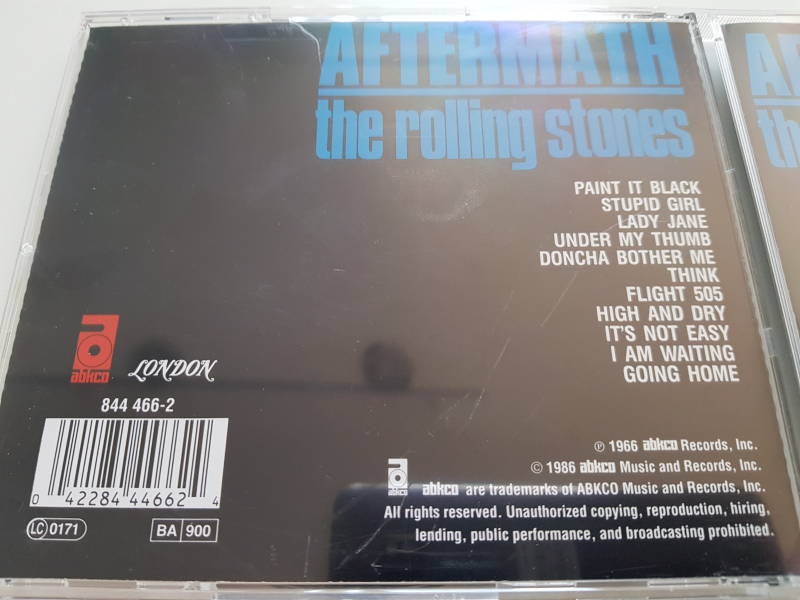 AFTERMATH
the rolling stones
PAINT IT BLACK
STUPID GIRL
LADY JANE
UNDER MY THUMB
DONCHA BOTHER ME
THINK
FLIGHT 505
HIGH AND DRY
IT'S NOT EASY
I AM WAITING
GOING HOME
abkco
LONDON
844 466-2
0 42284 44662 4
LC 0171
BA 900
℗ 1966 abkco Records, Inc.
© 1986 abkco Music and Records, Inc.
abkco abkco are trademarks of ABKCO Music and Records, Inc.
All rights reserved. Unauthorized copying, reproduction, hiring,
lending, public performance, and broadcasting prohibited.
AF
th